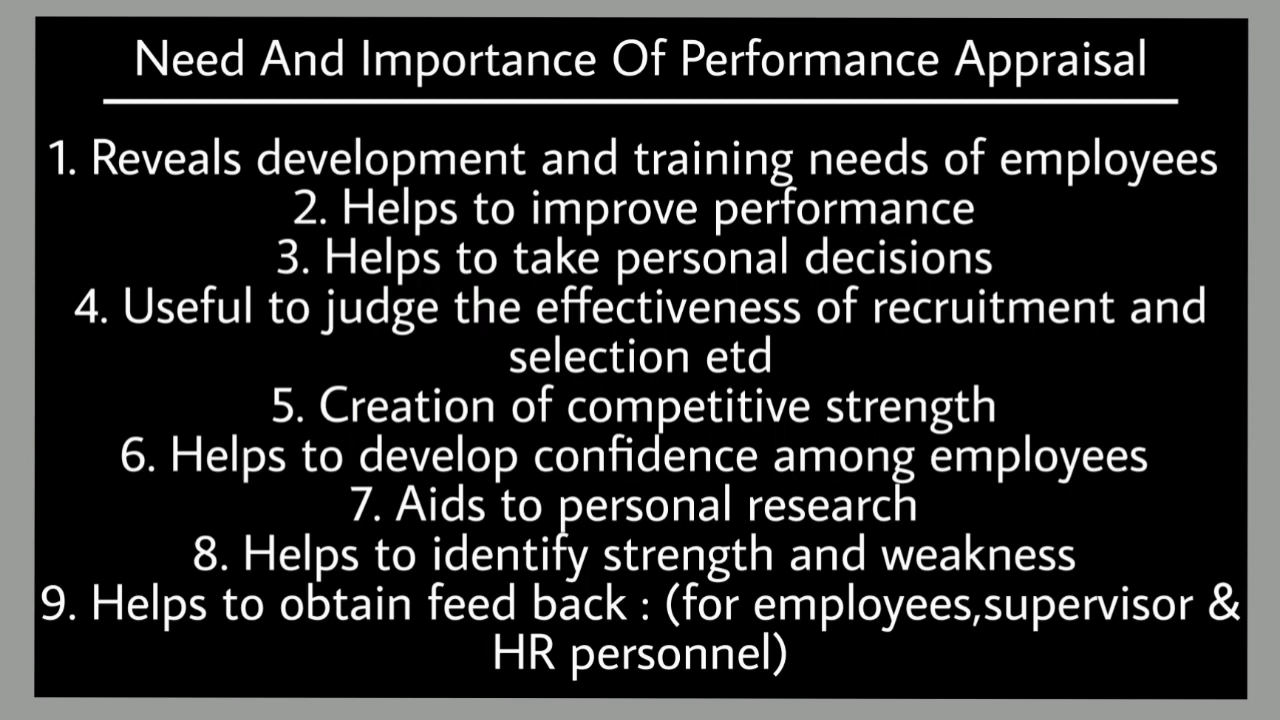 Need And Importance Of Performance Appraisal
1. Reveals development and training needs of employees
2. Helps to improve performance
3. Helps to take personal decisions
4. Useful to judge the effectiveness of recruitment and
selection etd
5. Creation of competitive strength
6. Helps to develop confidence among employees
7. Aids to personal research
8. Helps to identify strength and weakness
9. Helps to obtain feed back : (for employees,supervisor &
HR personnel)